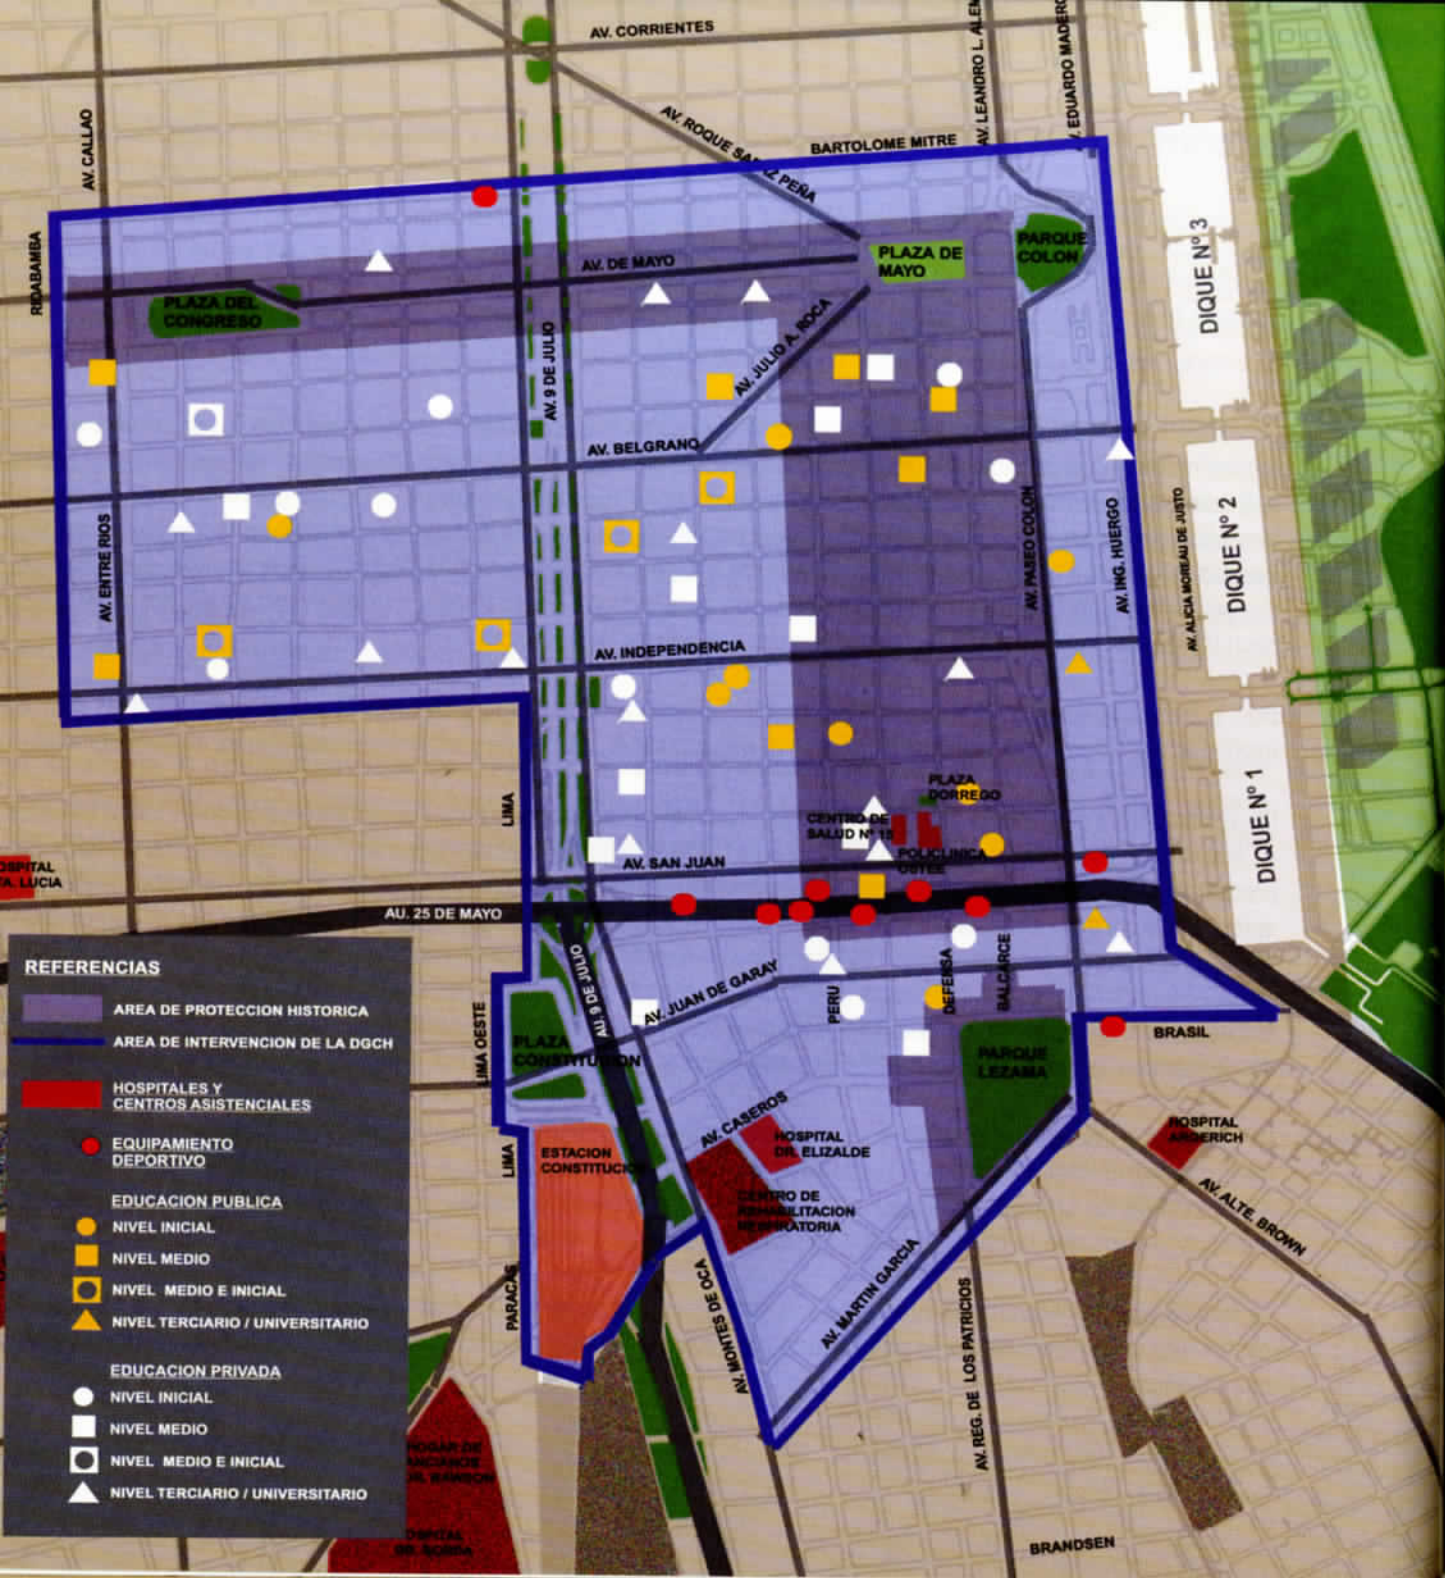 AV. CORRIENTES
AV. CALLAO
AV. ROQUE SAENZ PEÑA
AV. EDUARDO MADERO
BARTOLOME MITRE
RIOBAMBA
AV. DE MAYO
PLAZA DE
MAYO
PARQUE
COLON
PLAZA DEL
CONGRESO
DIQUE Nº 3
AV. 9 DE JULIO
AV. JULIO A. ROCA
AV. BELGRANO
AV. ENTRE RIOS
AV. PASEO COLON
AV. ING. HUERGO
AV. ALICIA MOREAU DE JUSTO
DIQUE Nº 2
AV. INDEPENDENCIA
LIMA
PLAZA
DORREGO
CENTRO DE
SALUD Nº 15
POLICLINICA
DIQUE Nº 1
AV. SAN JUAN
AU. 25 DE MAYO
AU. 9 DE JULIO
AV. JUAN DE GARAY
PERU
DEFENSA
BALCARCE
BRASIL
LIMA OESTE
PLAZA
CONSTITUCION
PARQUE
LEZAMA
AV. CASEROS
HOSPITAL
DR. ELIZALDE
CENTRO DE
REHABILITACION
RESPIRATORIA
HOSPITAL
ARGERICH
LIMA
ESTACION
CONSTITUCION
AV. ALTE. BROWN
PARACAS
AV. MONTES DE OCA
AV. MARTIN GARCIA
AV. REG. DE LOS PATRICIOS
BRANDSEN
HOGAR DE
ANCIANOS
DR. RAWSON
REFERENCIAS
AREA DE PROTECCION HISTORICA
AREA DE INTERVENCION DE LA DGCH
HOSPITALES Y
CENTROS ASISTENCIALES
EQUIPAMIENTO
DEPORTIVO
EDUCACION PUBLICA
NIVEL INICIAL
NIVEL MEDIO
NIVEL MEDIO E INICIAL
NIVEL TERCIARIO / UNIVERSITARIO
EDUCACION PRIVADA
NIVEL INICIAL
NIVEL MEDIO
NIVEL MEDIO E INICIAL
NIVEL TERCIARIO / UNIVERSITARIO